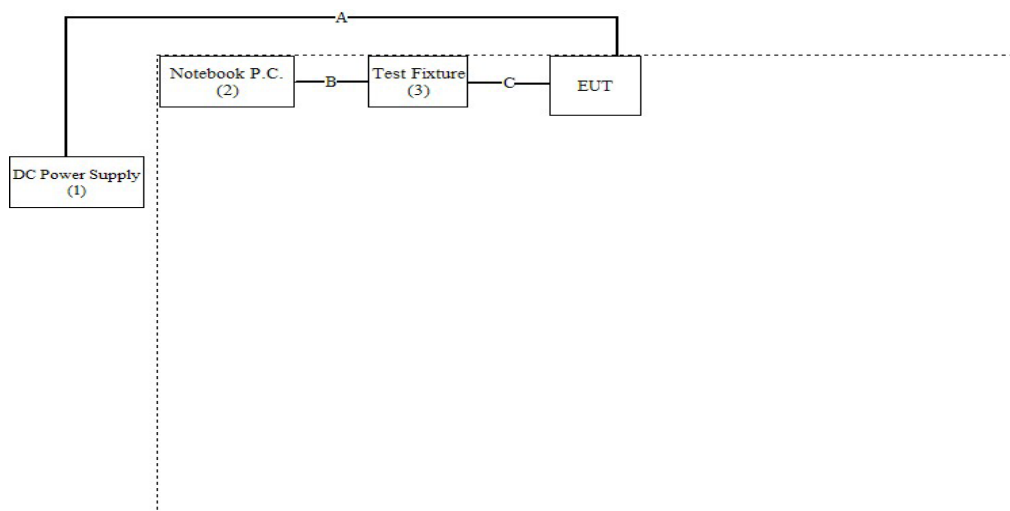 A
Notebook P.C.
(2)
B
Test Fixture
(3)
C
EUT
DC Power Supply
(1)